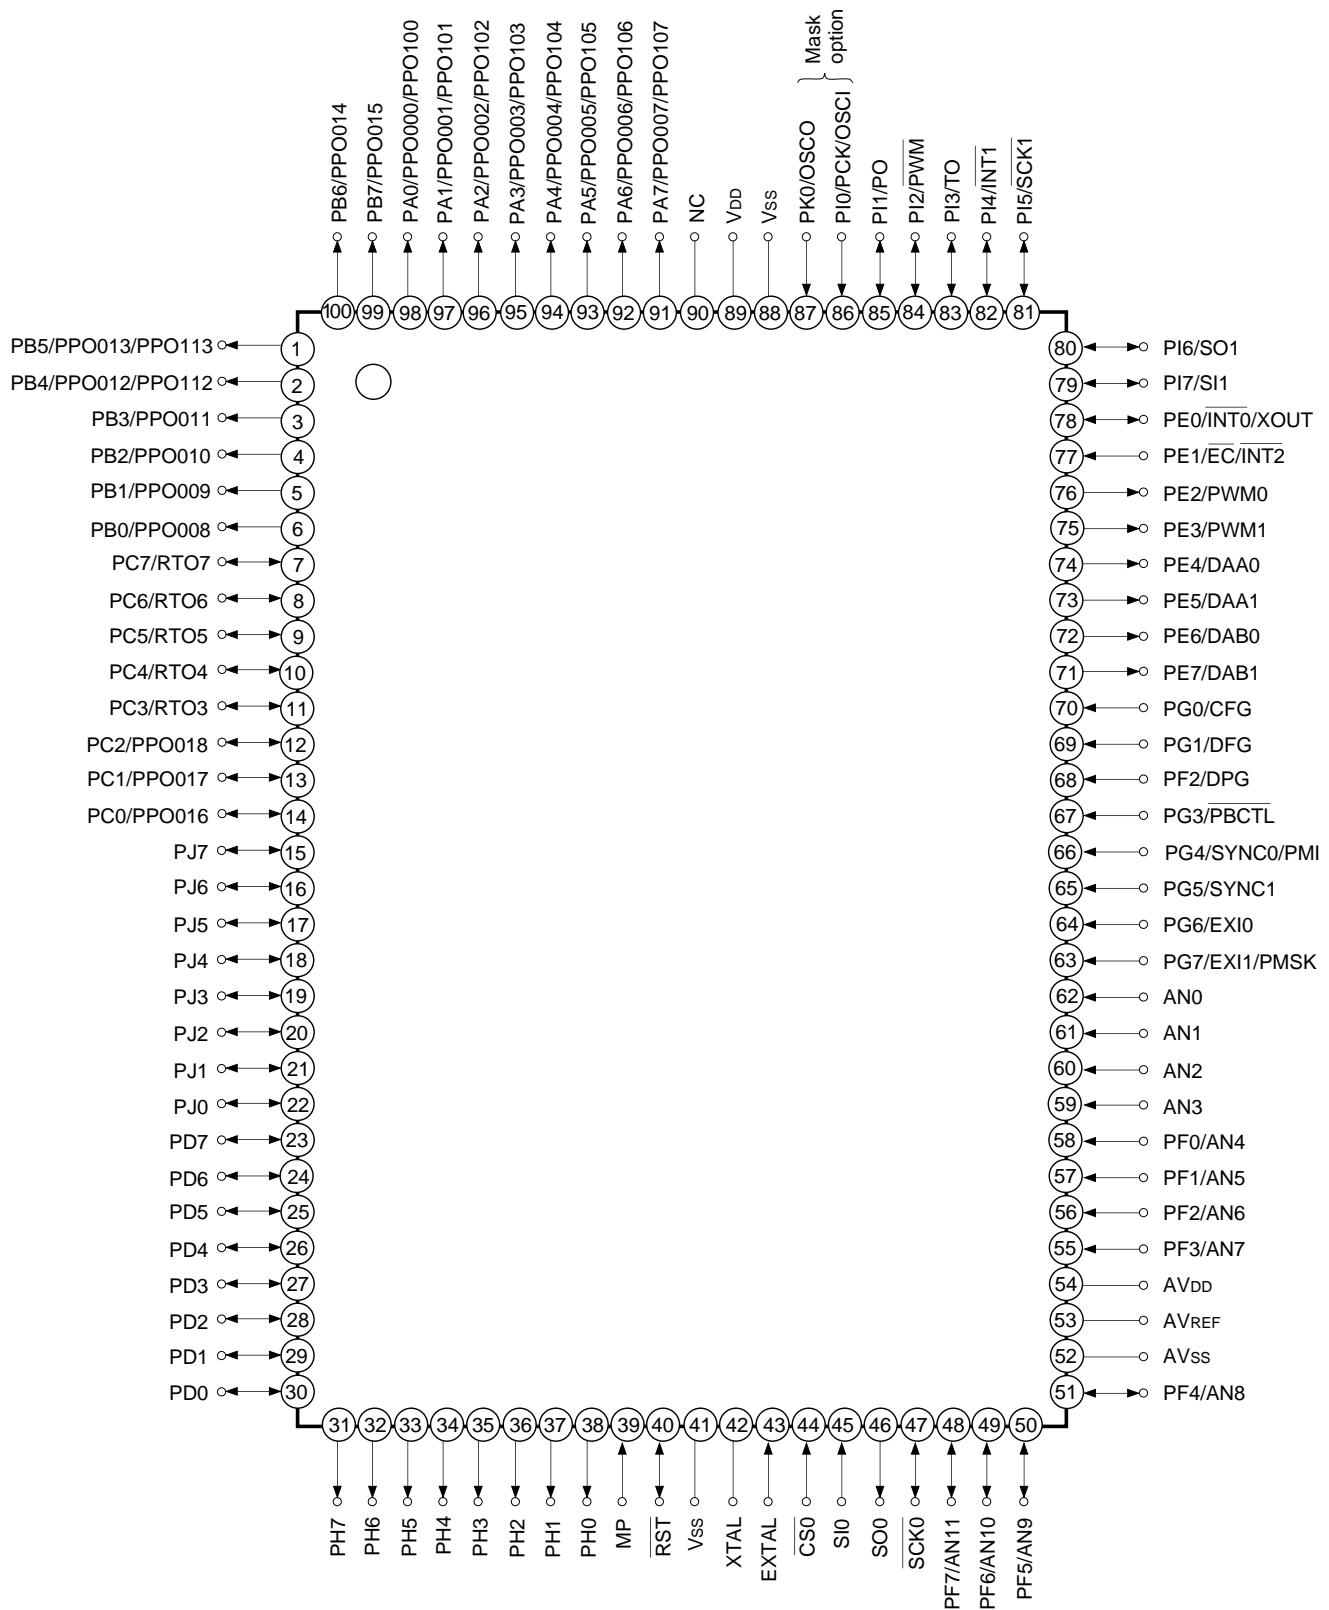 Mask
option
PB6/PPO014
PB7/PPO015
PA0/PPO000/PPO100
PA1/PPO001/PPO101
PA2/PPO002/PPO102
PA3/PPO003/PPO103
PA4/PPO004/PPO104
PA5/PPO005/PPO105
PA6/PPO006/PPO106
PA7/PPO007/PPO107
NC
VDD
VSS
PK0/OSCO
PI0/PCK/OSCI
PI1/PO
PI2/PWM
PI3/TO
PI4/INT1
PI5/SCK1
100 99 98 97 96 95 94 93 92 91 90 89 88 87 86 85 84 83 82 81
PB5/PPO013/PPO113 1 80 PI6/SO1
PB4/PPO012/PPO112 2 79 PI7/SI1
PB3/PPO011 3 78 PE0/INT0/XOUT
PB2/PPO010 4 77 PE1/EC/INT2
PB1/PPO009 5 76 PE2/PWM0
PB0/PPO008 6 75 PE3/PWM1
PC7/RTO7 7 74 PE4/DAA0
PC6/RTO6 8 73 PE5/DAA1
PC5/RTO5 9 72 PE6/DAB0
PC4/RTO4 10 71 PE7/DAB1
PC3/RTO3 11 70 PG0/CFG
PC2/PPO018 12 69 PG1/DFG
PC1/PPO017 13 68 PF2/DPG
PC0/PPO016 14 67 PG3/PBCTL
PJ7 15 66 PG4/SYNC0/PMI
PJ6 16 65 PG5/SYNC1
PJ5 17 64 PG6/EXI0
PJ4 18 63 PG7/EXI1/PMSK
PJ3 19 62 AN0
PJ2 20 61 AN1
PJ1 21 60 AN2
PJ0 22 59 AN3
PD7 23 58 PF0/AN4
PD6 24 57 PF1/AN5
PD5 25 56 PF2/AN6
PD4 26 55 PF3/AN7
PD3 27 54 AVDD
PD2 28 53 AVREF
PD1 29 52 AVSS
PD0 30 51 PF4/AN8
31 32 33 34 35 36 37 38 39 40 41 42 43 44 45 46 47 48 49 50
PH7
PH6
PH5
PH4
PH3
PH2
PH1
PH0
MP
RST
VSS
XTAL
EXTAL
CS0
SI0
SO0
SCK0
PF7/AN11
PF6/AN10
PF5/AN9